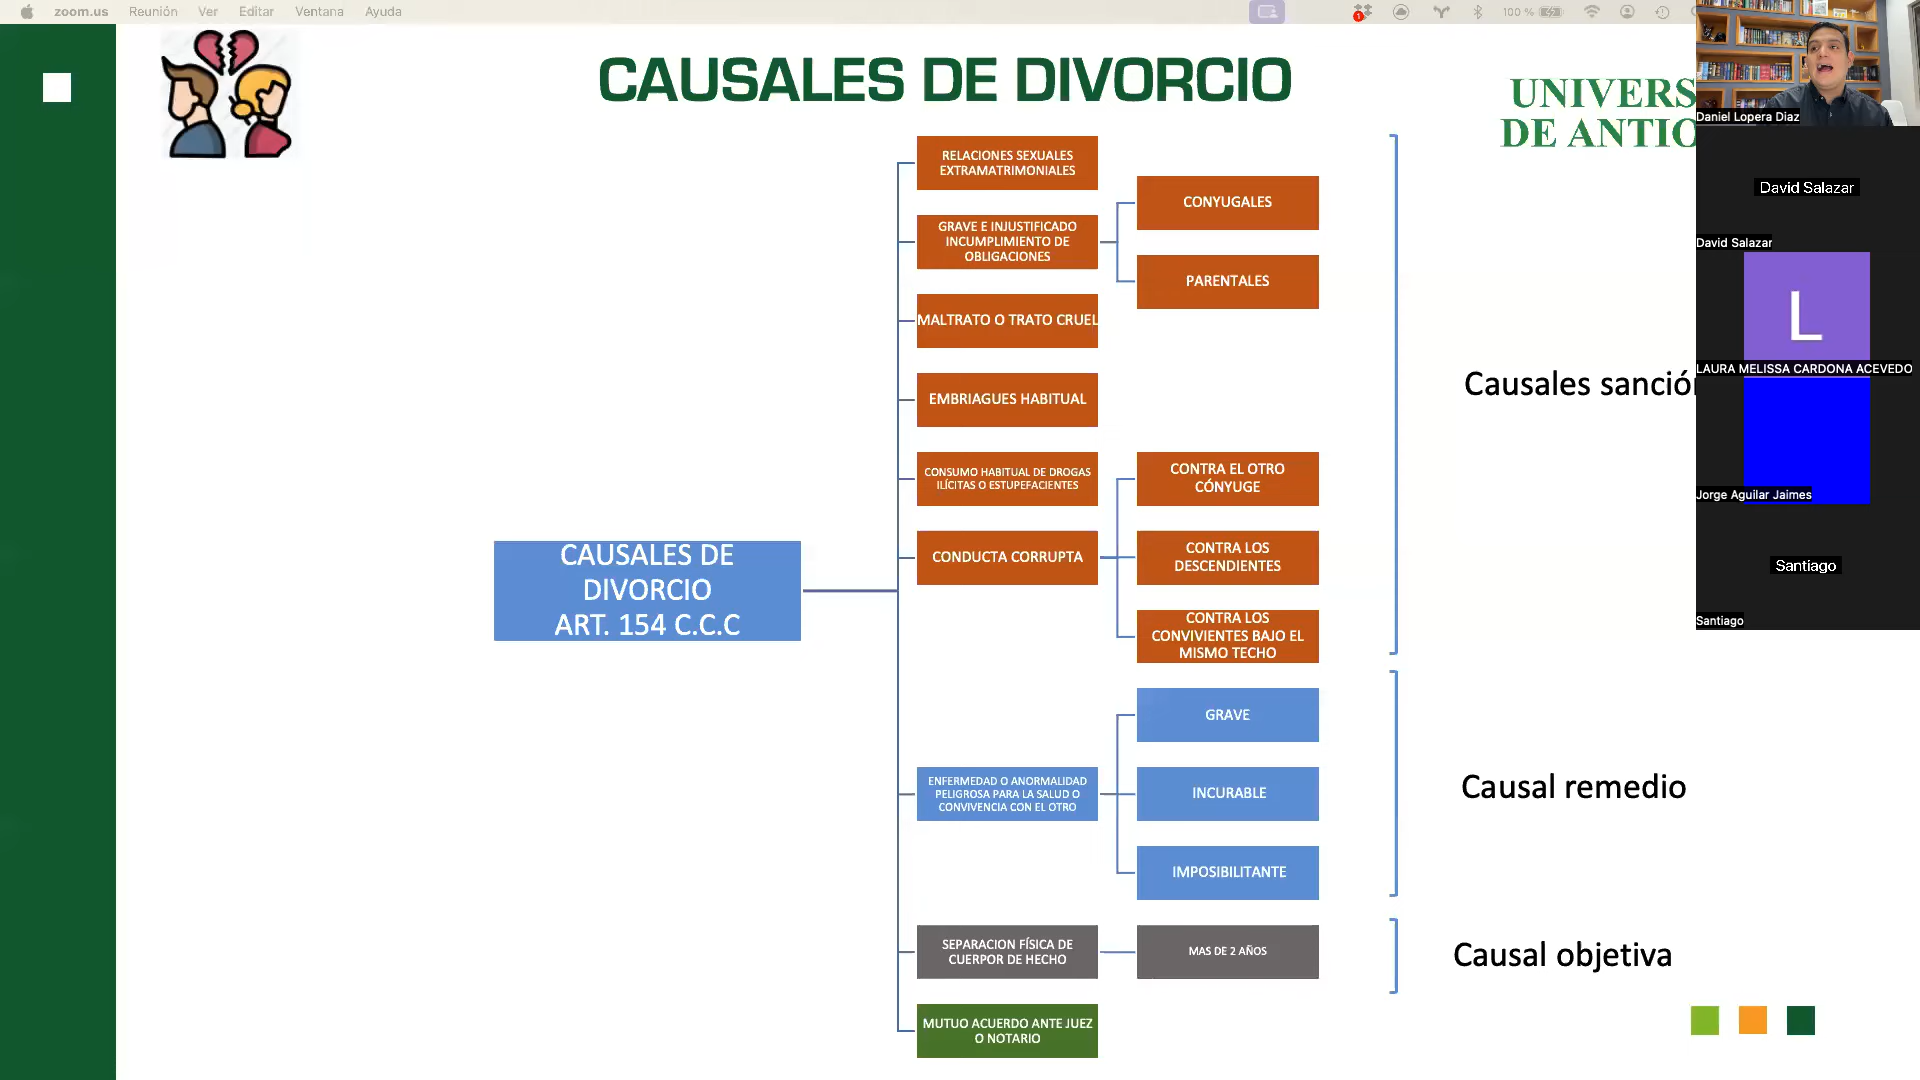 zoom.us Reunión Ver Editar Ventana Ayuda
1
100 %
CAUSALES DE DIVORCIO
UNIVERS
DE ANTIO
CAUSALES DE
DIVORCIO
ART. 154 C.C.C
RELACIONES SEXUALES
EXTRAMATRIMONIALES
GRAVE E INJUSTIFICADO
INCUMPLIMIENTO DE
OBLIGACIONES
CONYUGALES
PARENTALES
MALTRATO O TRATO CRUEL
EMBRIAGUES HABITUAL
CONSUMO HABITUAL DE DROGAS
ILÍCITAS O ESTUPEFACIENTES
CONDUCTA CORRUPTA
CONTRA EL OTRO
CÓNYUGE
CONTRA LOS
DESCENDIENTES
CONTRA LOS
CONVIVIENTES BAJO EL
MISMO TECHO
Causales sanción
ENFERMEDAD O ANORMALIDAD
PELIGROSA PARA LA SALUD O
CONVIVENCIA CON EL OTRO
GRAVE
INCURABLE
IMPOSIBILITANTE
Causal remedio
SEPARACION FÍSICA DE
CUERPOR DE HECHO
MAS DE 2 AÑOS
Causal objetiva
MUTUO ACUERDO ANTE JUEZ
O NOTARIO
Daniel Lopera Diaz
David Salazar
David Salazar
L
LAURA MELISSA CARDONA ACEVEDO
Jorge Aguilar Jaimes
Santiago
Santiago